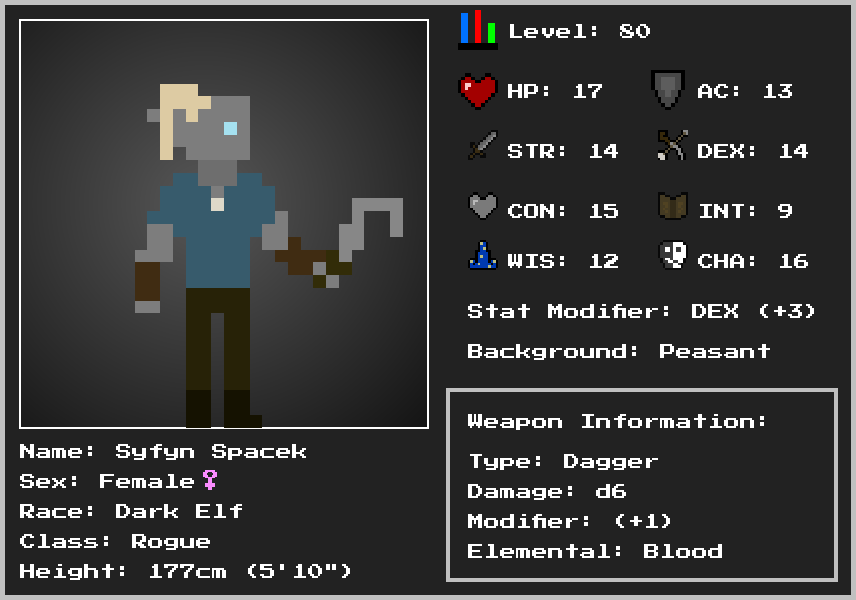 Level: 80
HP: 17
AC: 13
STR: 14
DEX: 14
CON: 15
INT: 9
WIS: 12
CHA: 16
Stat Modifier: DEX (+3)
Background: Peasant
Weapon Information:
Type: Dagger
Damage: d6
Modifier: (+1)
Elemental: Blood
Name: Syfyn Spacek
Sex: Female♀
Race: Dark Elf
Class: Rogue
Height: 177cm (5'10")